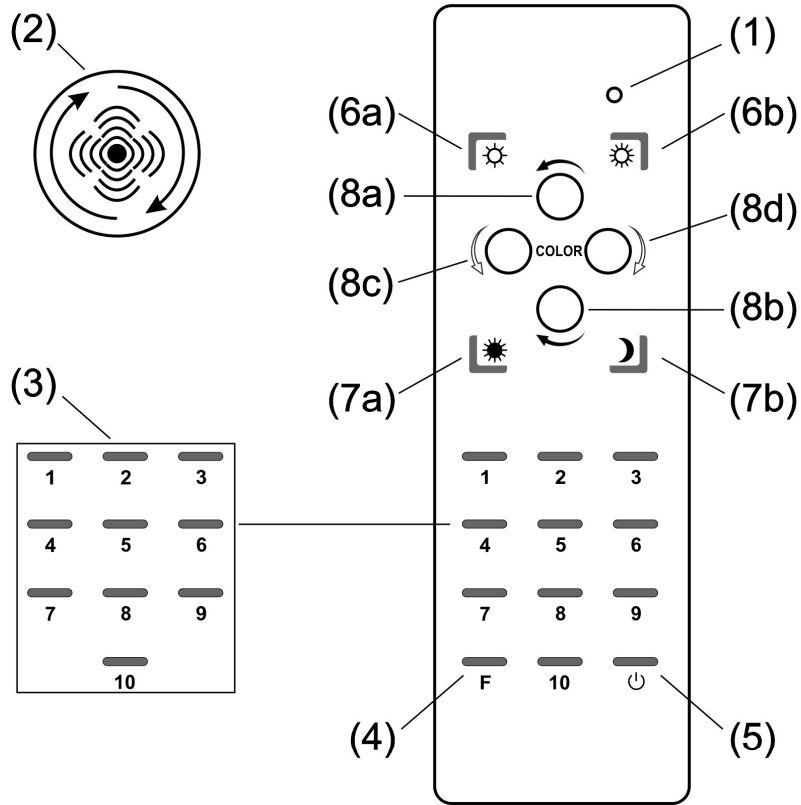 (2)
(1)
(6a)
(6b)
(8a)
(8d)
COLOR
(8c)
(8b)
(7a)
(7b)
(3)
1 2 3
4 5 6
7 8 9
10
1 2 3
4 5 6
7 8 9
F 10
(4)
(5)